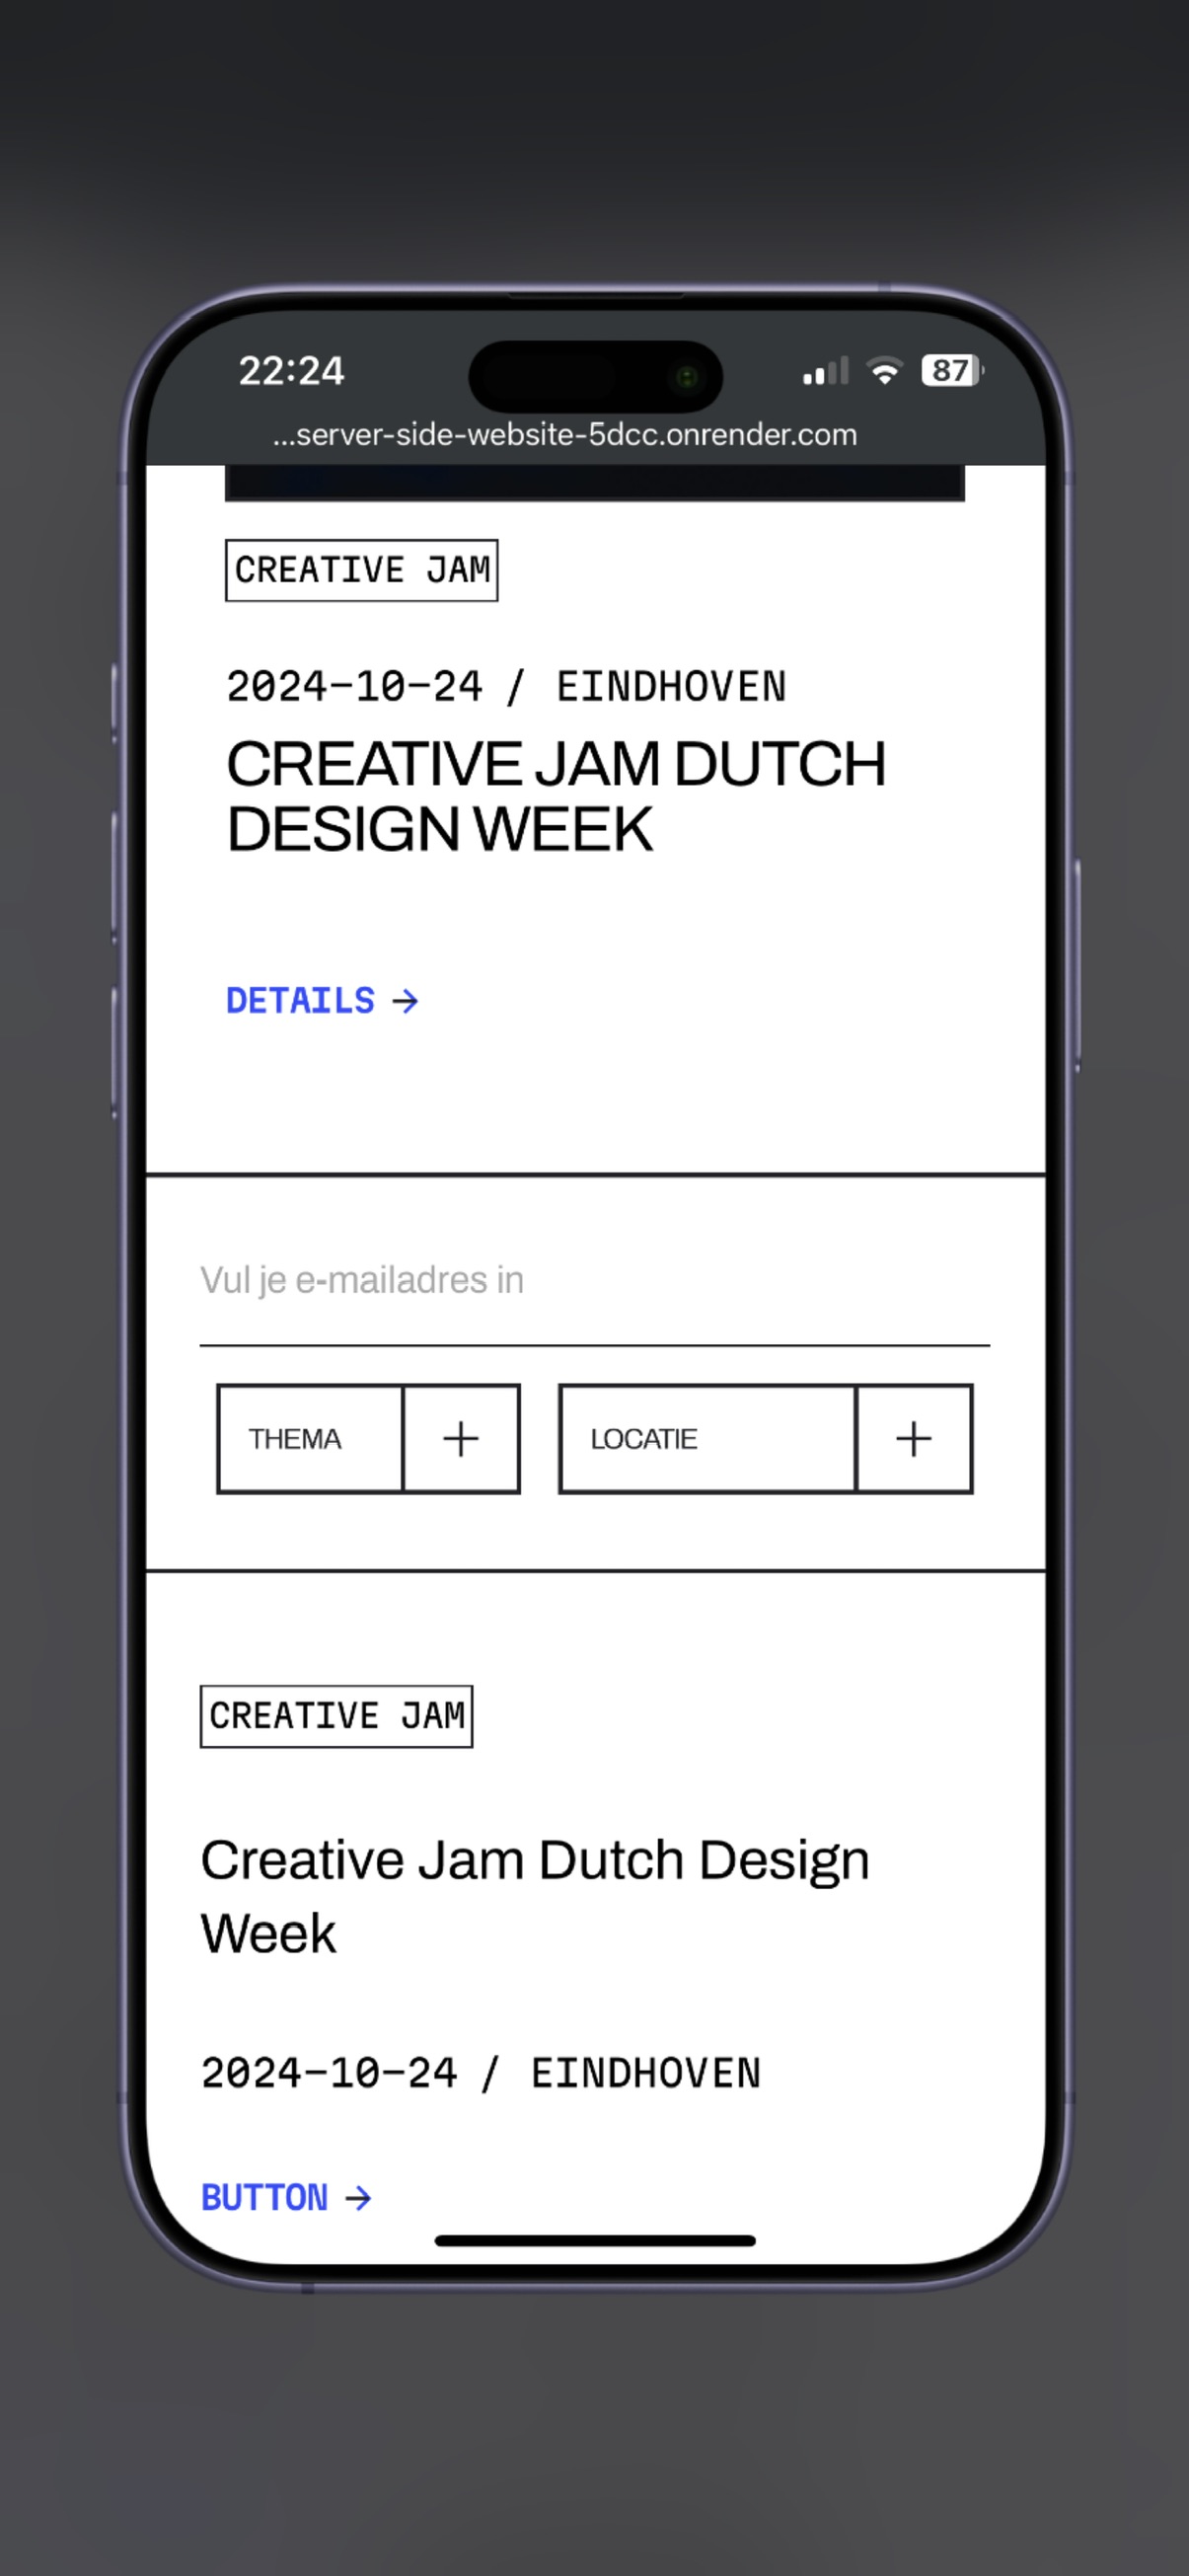 22:24
87
...server-side-website-5dcc.onrender.com
CREATIVE JAM
2024-10-24 / EINDHOVEN
CREATIVE JAM DUTCH
DESIGN WEEK
DETAILS →
Vul je e-mailadres in
THEMA + LOCATIE +
CREATIVE JAM
Creative Jam Dutch Design
Week
2024-10-24 / EINDHOVEN
BUTTON →